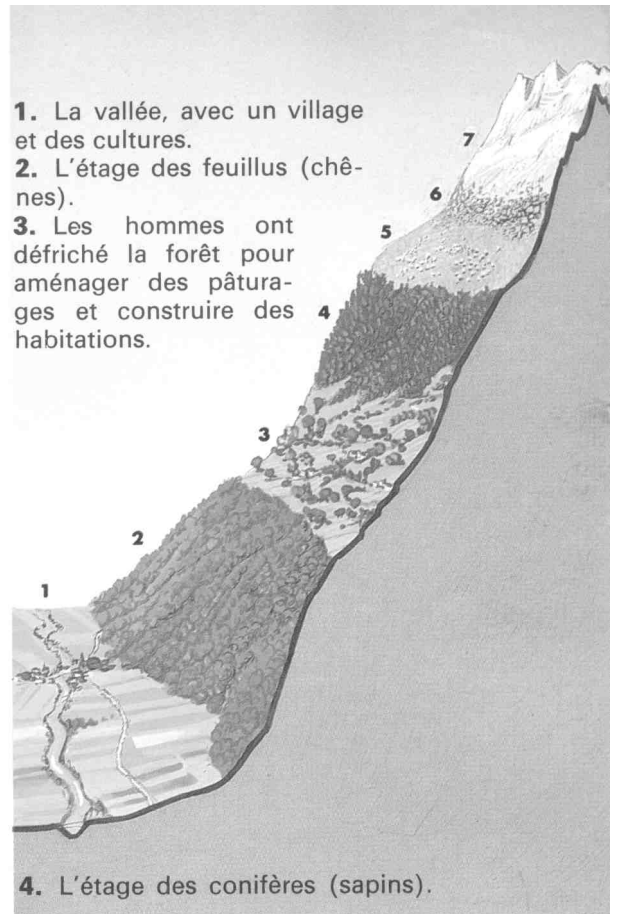 1. La vallée, avec un village
et des cultures.
2. L'étage des feuillus (chê-
nes).
3. Les hommes ont
défriché la forêt pour
aménager des pâtura-
ges et construire des
habitations.
7
6
5
4
3
2
1
4. L'étage des conifères (sapins).